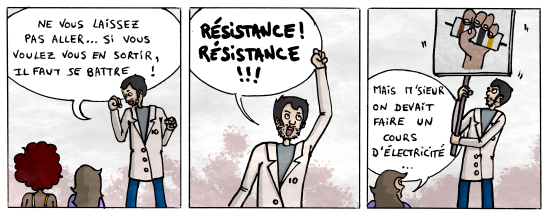 NE VOUS LAISSEZ
PAS ALLER... SI VOUS
VOULEZ VOUS EN SORTIR,
IL FAUT SE BATTRE !
RÉSISTANCE!
RÉSISTANCE
!!!
MAIS M'SIEUR
ON DEVAIT
FAIRE UN
COURS
D'ÉLECTRICITÉ
...